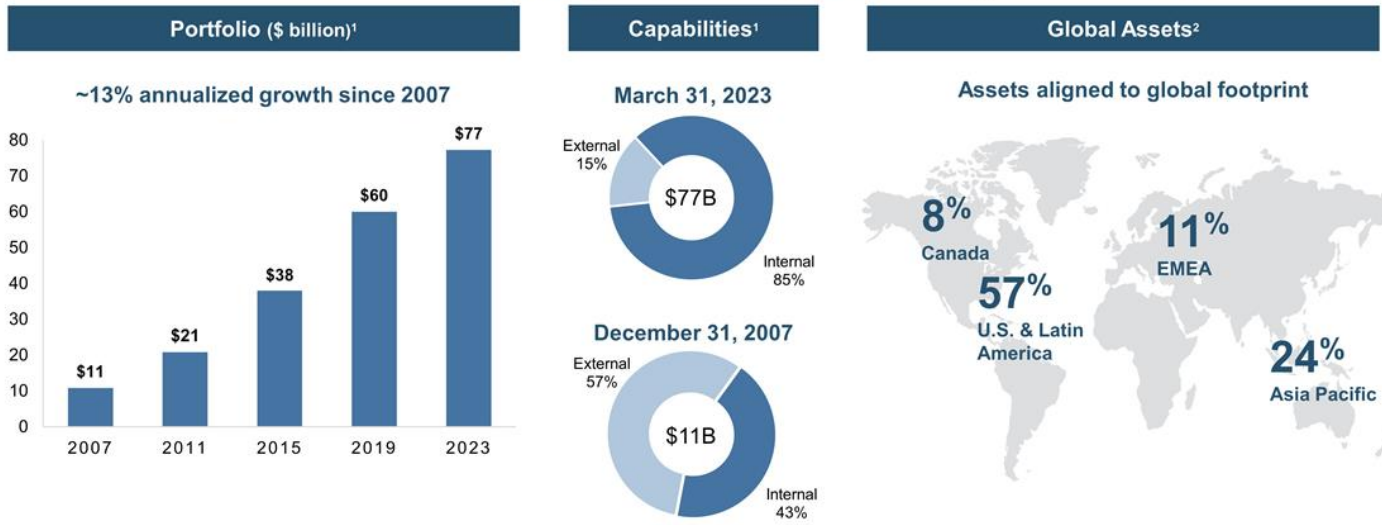 Portfolio ($ billion)¹
~13% annualized growth since 2007
80
70
60
50
40
30
20
10
0
$11
$21
$38
$60
$77
2007
2011
2015
2019
2023
Capabilities¹
March 31, 2023
External
15%
$77B
Internal
85%
December 31, 2007
External
57%
$11B
Internal
43%
Global Assets²
Assets aligned to global footprint
8%
Canada
57%
U.S. & Latin
America
11%
EMEA
24%
Asia Pacific